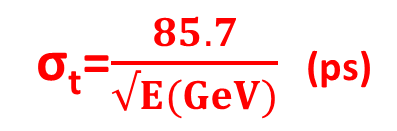 σt = 85.7 / √E(GeV) (ps)